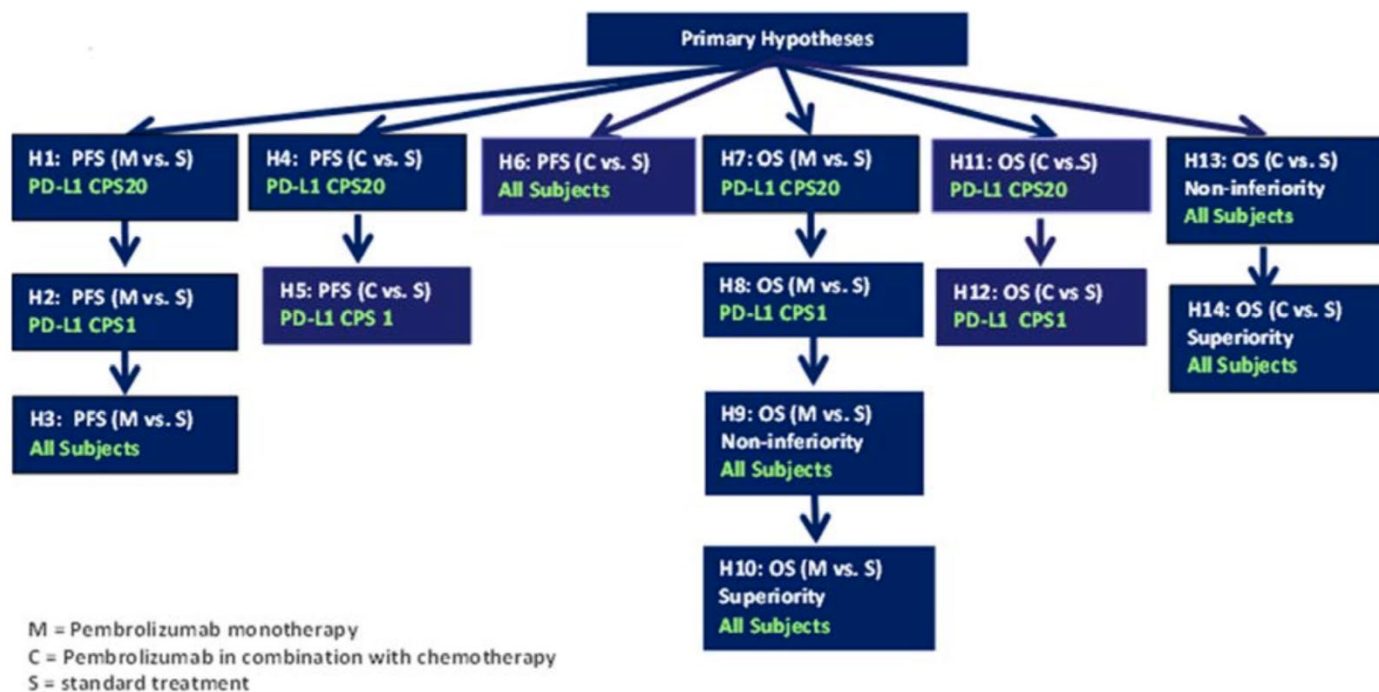 Primary Hypotheses
H1: PFS (M vs. S)
PD-L1 CPS20
H4: PFS (C vs. S)
PD-L1 CPS20
H6: PFS (C vs. S)
All Subjects
H7: OS (M vs. S)
PD-L1 CPS20
H11: OS (C vs.S)
PD-L1 CPS20
H13: OS (C vs. S)
Non-inferiority
All Subjects
H2: PFS (M vs. S)
PD-L1 CPS1
H5: PFS (C vs. S)
PD-L1 CPS 1
H8: OS (M vs. S)
PD-L1 CPS1
H12: OS (C vs S)
PD-L1 CPS1
H14: OS (C vs. S)
Superiority
All Subjects
H3: PFS (M vs. S)
All Subjects
H9: OS (M vs. S)
Non-inferiority
All Subjects
H10: OS (M vs. S)
Superiority
All Subjects
M = Pembrolizumab monotherapy
C = Pembrolizumab in combination with chemotherapy
S = standard treatment